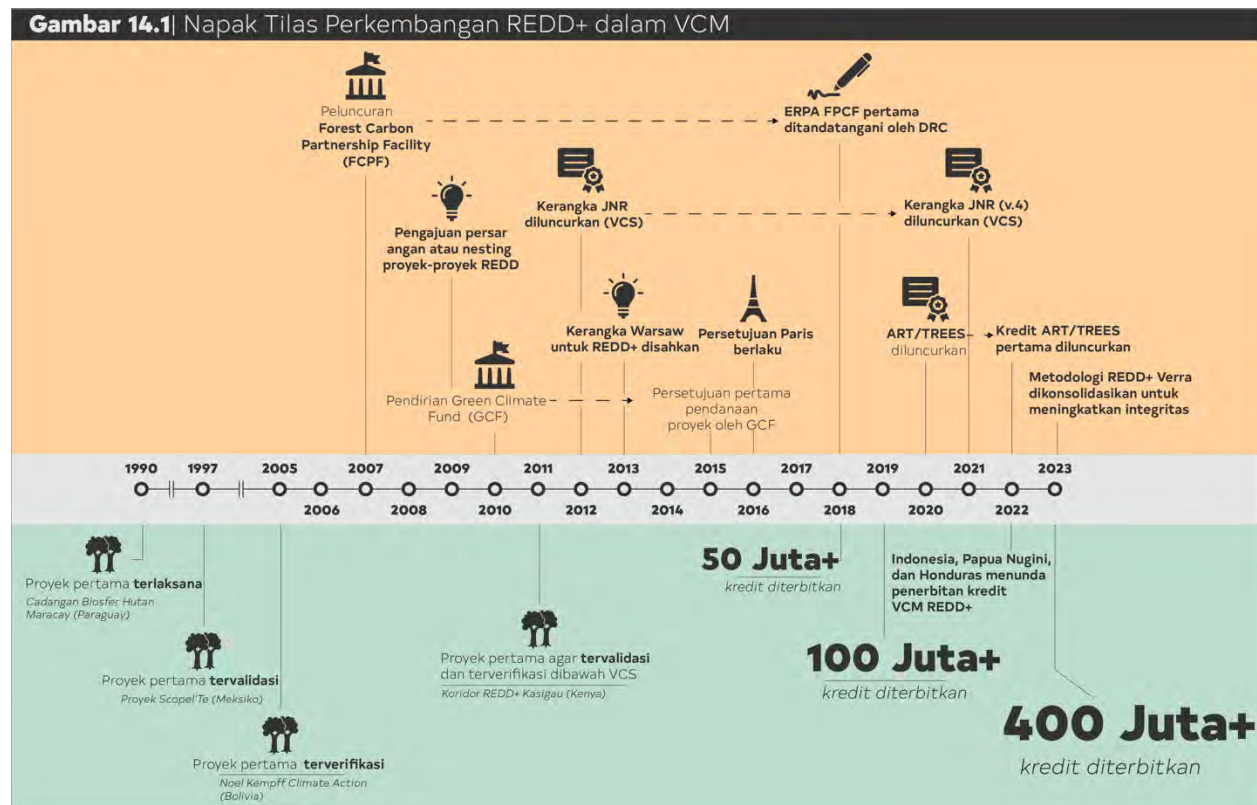 Gambar 14.1| Napak Tilas Perkembangan REDD+ dalam VCM
Peluncuran
Forest Carbon
Partnership Facility
(FCPF)
ERPA FPCF pertama
ditandatangani oleh DRC
Pengajuan persar
angan atau nesting
proyek-proyek REDD
Kerangka JNR
diluncurkan (VCS)
Kerangka JNR (v.4)
diluncurkan (VCS)
Kerangka Warsaw
untuk REDD+ disahkan
Persetujuan Paris
berlaku
ART/TREES
diluncurkan
Kredit ART/TREES
pertama diluncurkan
Pendirian Green Climate
Fund (GCF)
Persetujuan pertama
pendanaan
proyek oleh GCF
Metodologi REDD+ Verra
dikonsolidasikan untuk
meningkatkan integritas
1990 1997 2005 2007 2009 2011 2013 2015 2017 2019 2021 2023
2006 2008 2010 2012 2014 2016 2018 2020 2022
Proyek pertama terlaksana
Cadangan Biosfer Hutan
Maracay (Paraguay)
Proyek pertama tervalidasi
Proyek Scopel'Te (Meksiko)
Proyek pertama terverifikasi
Noel Kempff Climate Action
(Bolivia)
Proyek pertama agar tervalidasi
dan terverifikasi dibawah VCS
Koridor REDD+ Kasigau (Kenya)
50 Juta+
kredit diterbitkan
100 Juta+
kredit diterbitkan
Indonesia, Papua Nugini,
dan Honduras menunda
penerbitan kredit
VCM REDD+
400 Juta+
kredit diterbitkan